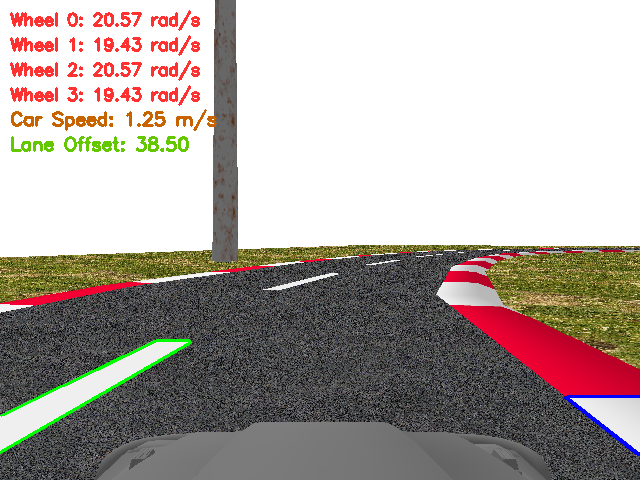 Wheel 0: 20.57 rad/s
Wheel 1: 19.43 rad/s
Wheel 2: 20.57 rad/s
Wheel 3: 19.43 rad/s
Car Speed: 1.25 m/s
Lane Offset: 38.50